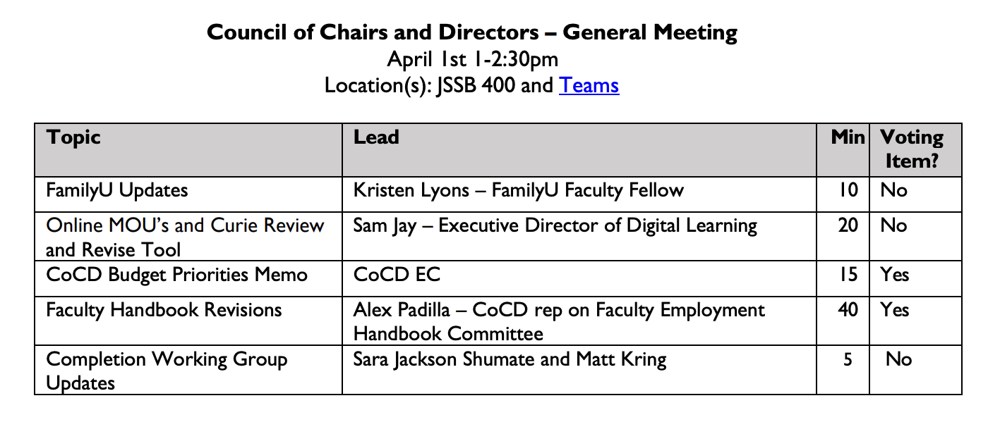 Council of Chairs and Directors – General Meeting
April 1st 1-2:30pm
Location(s): JSSB 400 and Teams
Topic Lead Min Voting
Item?
FamilyU Updates Kristen Lyons – FamilyU Faculty Fellow 10 No
Online MOU’s and Curie Review Sam Jay – Executive Director of Digital Learning 20 No
and Revise Tool
CoCD Budget Priorities Memo CoCD EC 15 Yes
Faculty Handbook Revisions Alex Padilla – CoCD rep on Faculty Employment 40 Yes
Handbook Committee
Completion Working Group Sara Jackson Shumate and Matt Kring 5 No
Updates